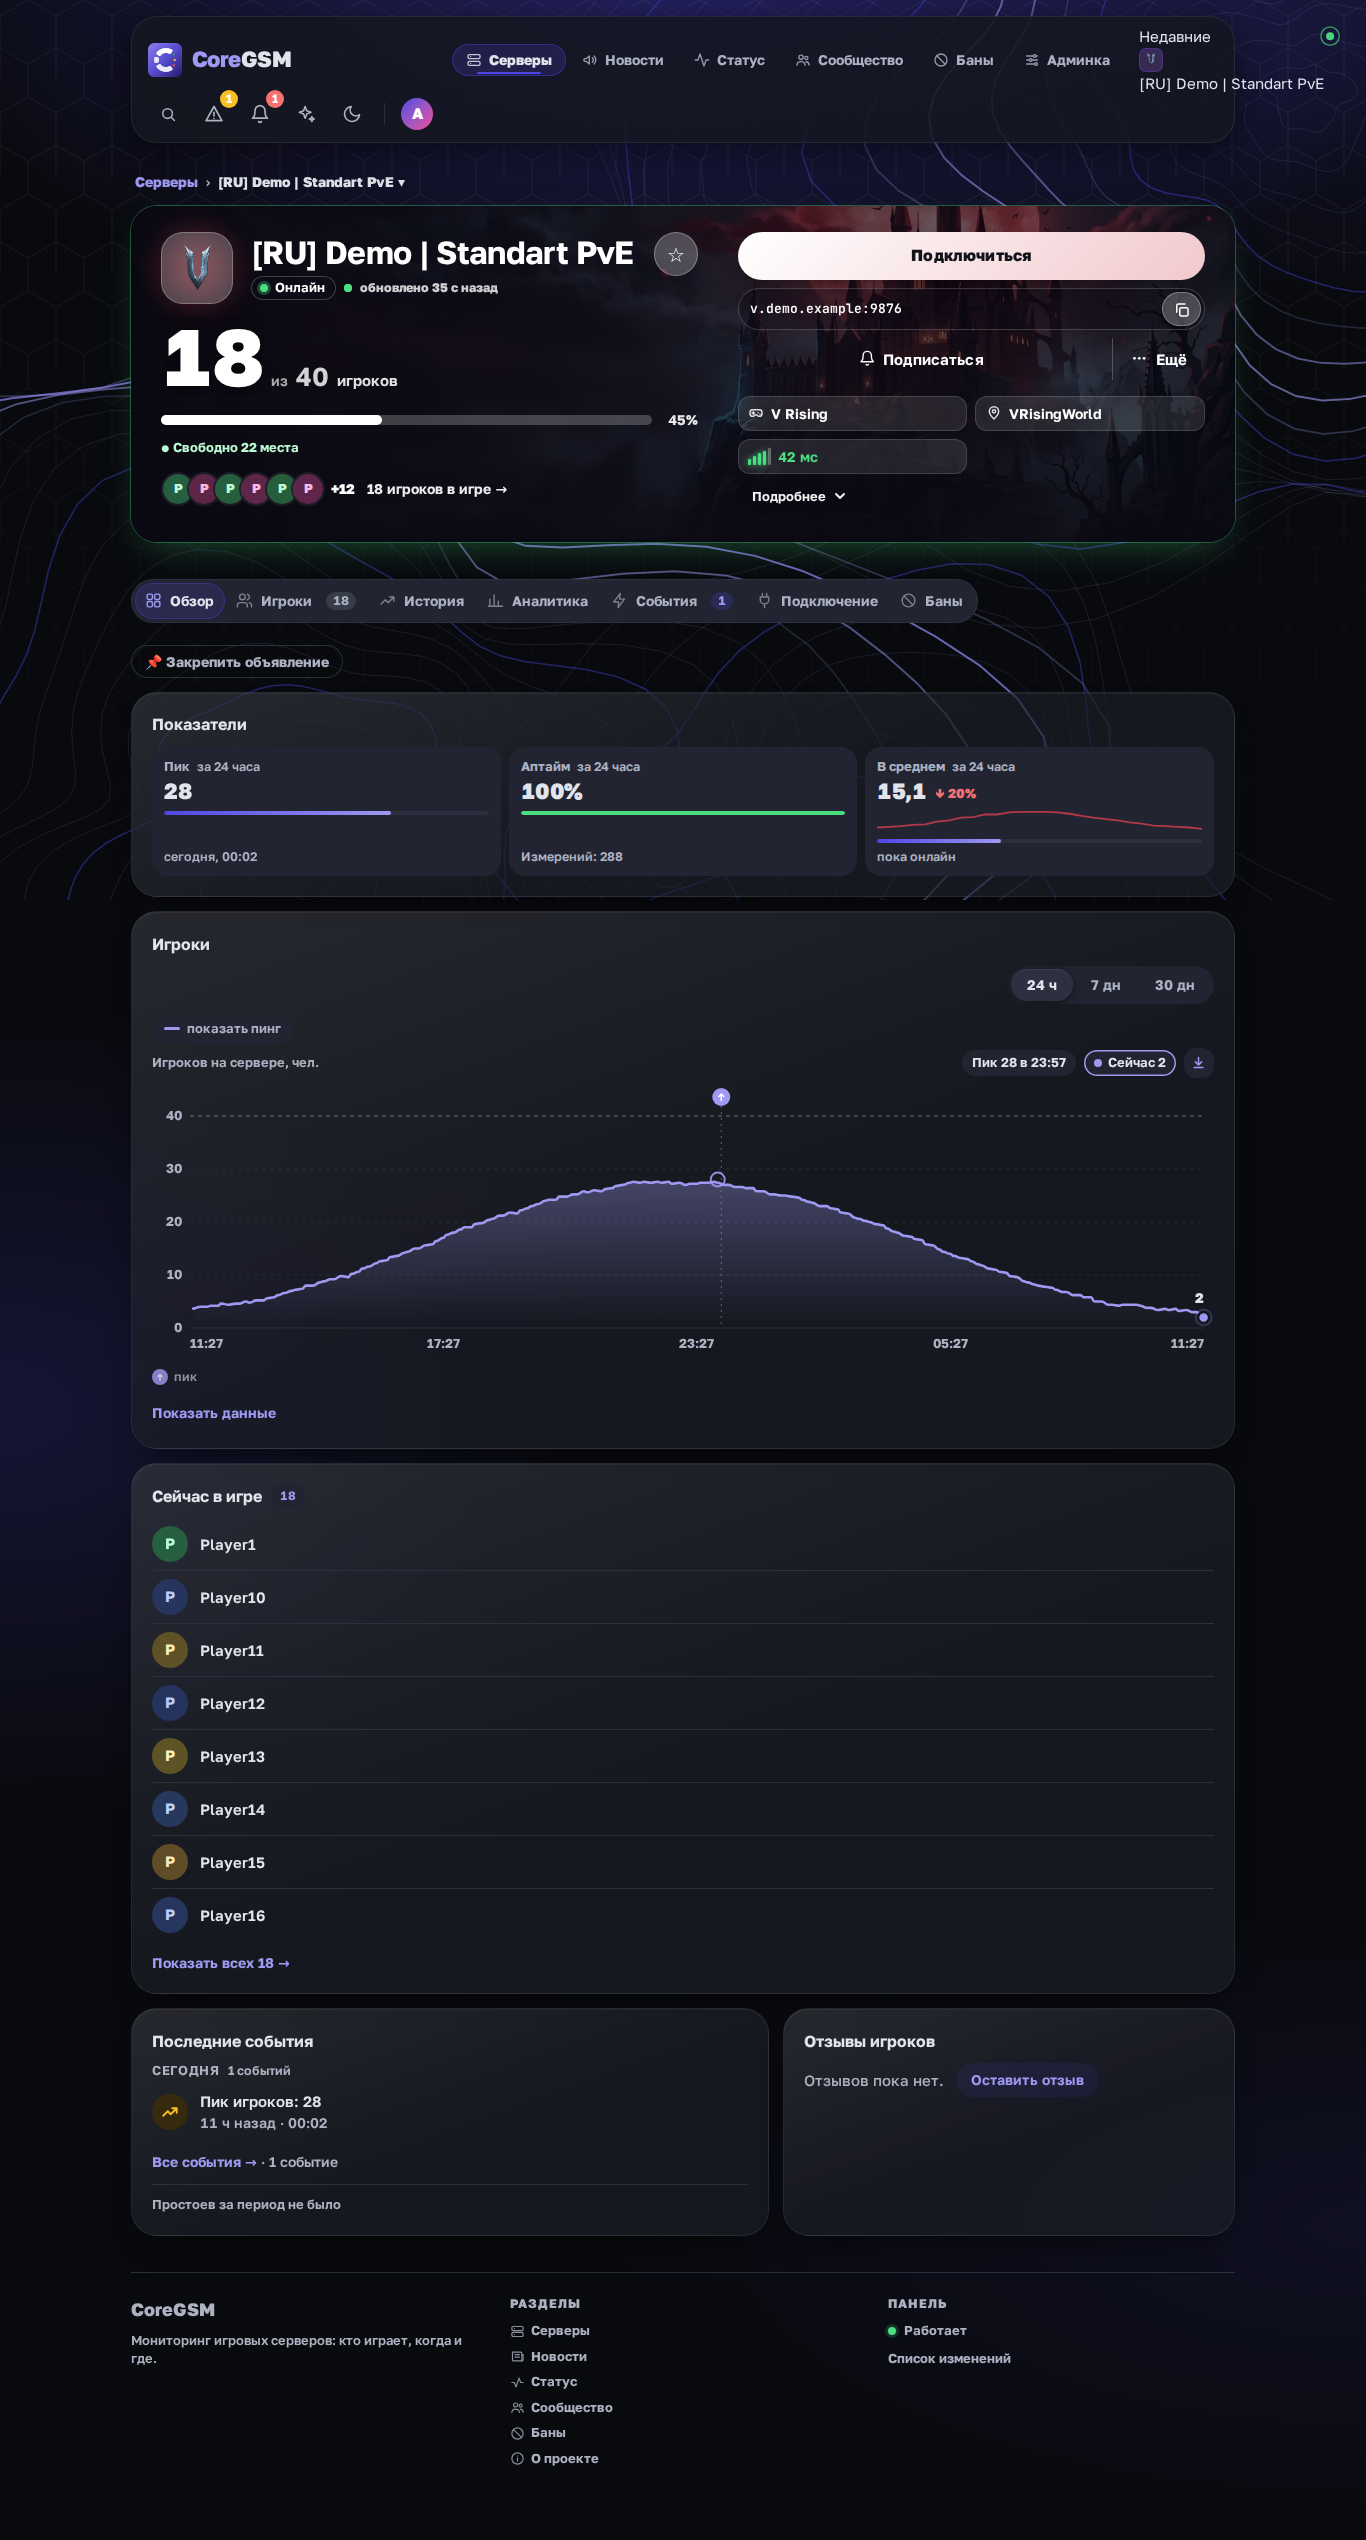 CoreGSM
Серверы
Новости
Статус
Сообщество
Баны
Админка
Недавние
[RU] Demo | Standart PvE
1
1
A
Серверы › [RU] Demo | Standart PvE ▾
[RU] Demo | Standart PvE
☆
Онлайн
обновлено 35 с назад
18 из 40 игроков
45%
Свободно 22 места
P P P P P P +12 18 игроков в игре →
Подключиться
v.demo.example:9876
Подписаться
Ещё
V Rising
VRisingWorld
42 мс
Подробнее
Обзор
Игроки 18
История
Аналитика
События 1
Подключение
Баны
📌 Закрепить объявление
Показатели
Пик за 24 часа
28
сегодня, 00:02
Аптайм за 24 часа
100%
Измерений: 288
В среднем за 24 часа
15,1 ↓ 20%
пока онлайн
Игроки
24 ч 7 дн 30 дн
показать пинг
Игроков на сервере, чел.
Пик 28 в 23:57
Сейчас 2
40
30
20
10
0
2
11:27 17:27 23:27 05:27 11:27
пик
Показать данные
Сейчас в игре 18
P Player1
P Player10
P Player11
P Player12
P Player13
P Player14
P Player15
P Player16
Показать всех 18 →
Последние события
СЕГОДНЯ 1 событий
Пик игроков: 28
11 ч назад · 00:02
Все события → · 1 событие
Простоев за период не было
Отзывы игроков
Отзывов пока нет.
Оставить отзыв
CoreGSM
Мониторинг игровых серверов: кто играет, когда и
где.
РАЗДЕЛЫ
Серверы
Новости
Статус
Сообщество
Баны
О проекте
ПАНЕЛЬ
Работает
Список изменений